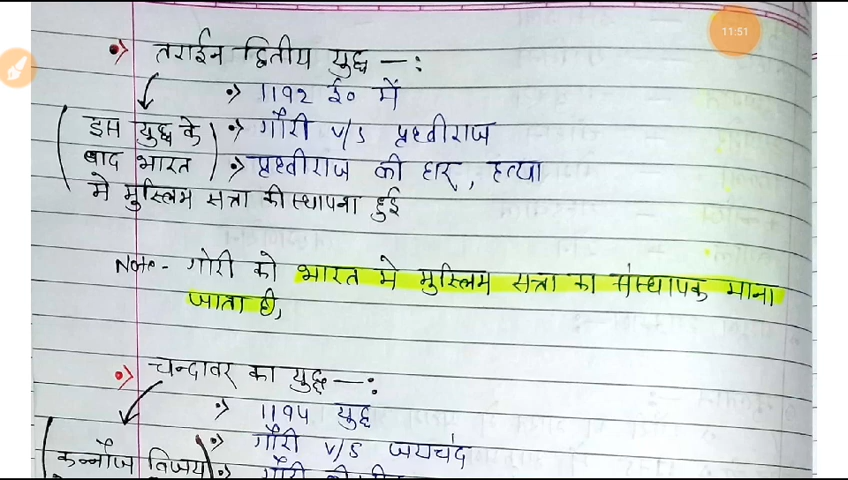 11:51
तराईन द्वितीय युद्ध —:
1192 ई० में
(इस युद्ध के गौरी v/s प्रथ्वीराज
बाद भारत) प्रथ्वीराज की हार, हत्या
मे मुस्लिम सत्ता की स्थापना हुई
Note- गोरी को भारत मे मुस्लिम सत्ता का संस्थापक माना
जाता है,
चन्दावर का युद्ध —:
1194 युद्ध
गौरी v/s जयचंद
(कन्नौज विजय) गौरी की